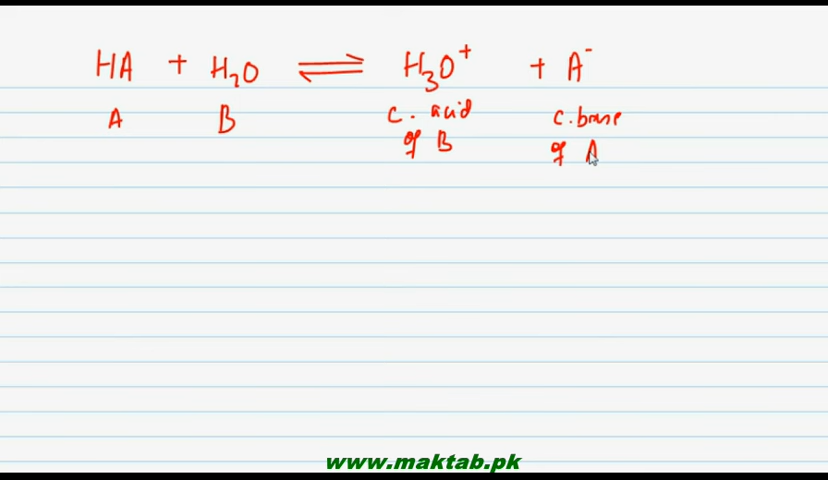 HA + H₂O ⇌ H₃O⁺ + A⁻
A B c. acid c. base
of B of A
www.maktab.pk